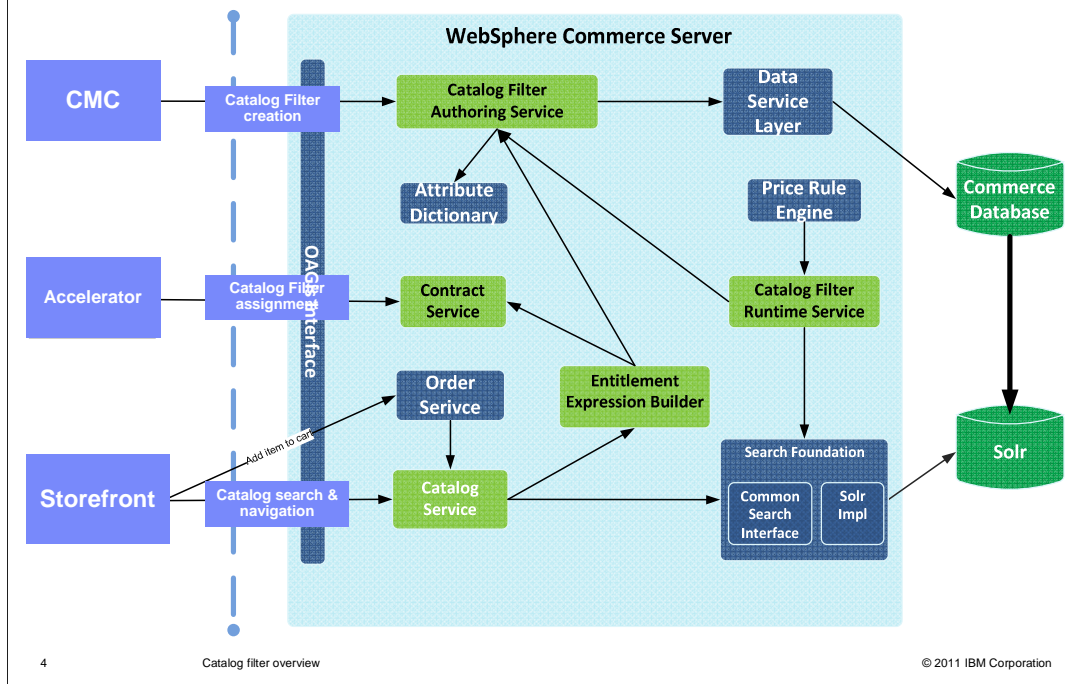 WebSphere Commerce Server
CMC
Catalog Filter
creation
Catalog Filter
Authoring Service
Data
Service
Layer
Attribute
Dictionary
Price Rule
Engine
Commerce
Database
OAGIS Interface
Accelerator
Catalog Filter
assignment
Contract
Service
Catalog Filter
Runtime Service
Order
Serivce
Entitlement
Expression Builder
Add item to cart
Storefront
Catalog search &
navigation
Catalog
Service
Search Foundation
Common
Search
Interface
Solr
Impl
Solr
4
Catalog filter overview
© 2011 IBM Corporation